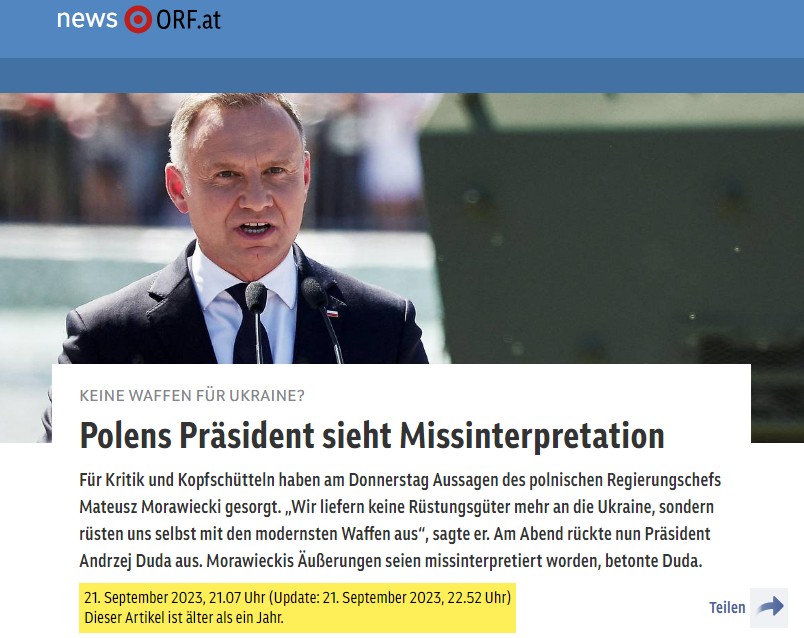 news ORF.at
KEINE WAFFEN FÜR UKRAINE?
Polens Präsident sieht Missinterpretation
Für Kritik und Kopfschütteln haben am Donnerstag Aussagen des polnischen Regierungschefs
Mateusz Morawiecki gesorgt. „Wir liefern keine Rüstungsgüter mehr an die Ukraine, sondern
rüsten uns selbst mit den modernsten Waffen aus“, sagte er. Am Abend rückte nun Präsident
Andrzej Duda aus. Morawieckis Äußerungen seien missinterpretiert worden, betonte Duda.
21. September 2023, 21.07 Uhr (Update: 21. September 2023, 22.52 Uhr)
Dieser Artikel ist älter als ein Jahr.
Teilen